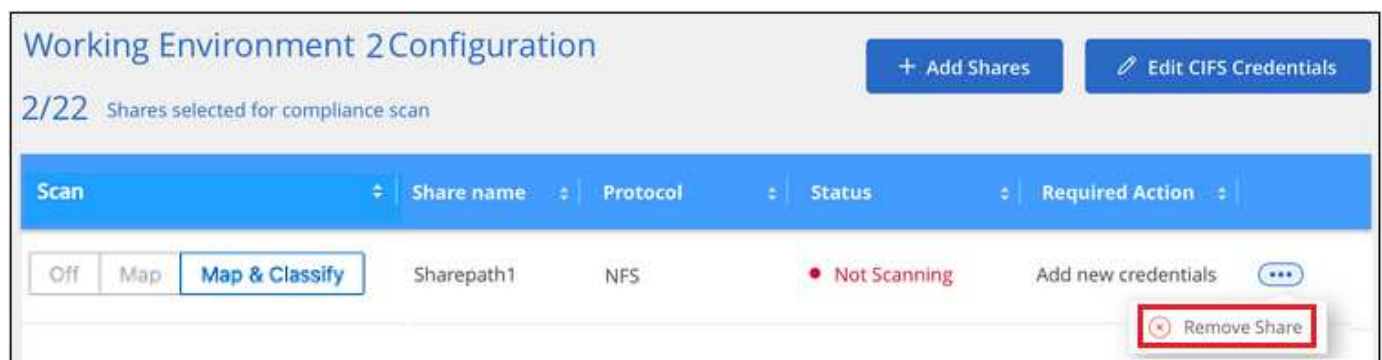 Working Environment 2 Configuration
+ Add Shares
Edit CIFS Credentials
2/22 Shares selected for compliance scan
Scan Share name Protocol Status Required Action
Off Map Map & Classify Sharepath1 NFS Not Scanning Add new credentials
Remove Share